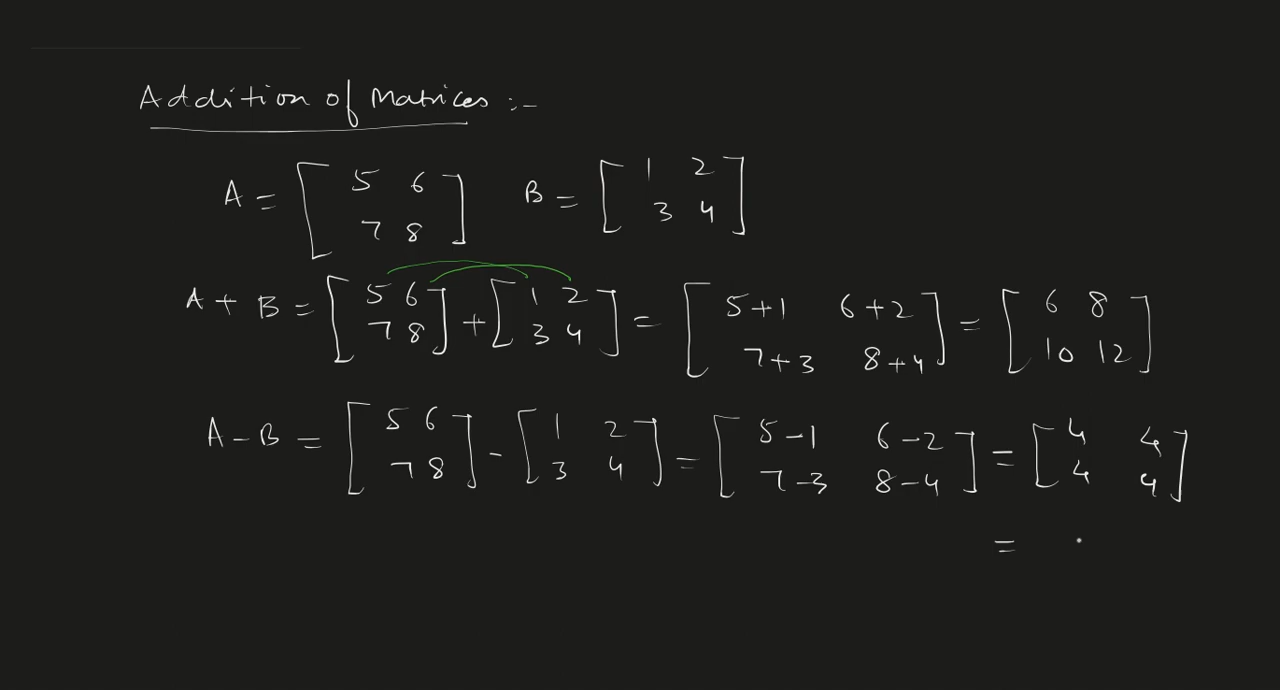 Addition of Matrices :-
A = [ 5 6 B = [ 1 2 ]
7 8 ] 3 4
A + B = [ 5 6 ] + [ 1 2 ] = [ 5+1 6+2 ] = [ 6 8 ]
7 8 3 4 7+3 8+4 10 12
A - B = [ 5 6 ] - [ 1 2 ] = [ 5-1 6-2 ] = [ 4 4 ]
7 8 3 4 7-3 8-4 4 4
=